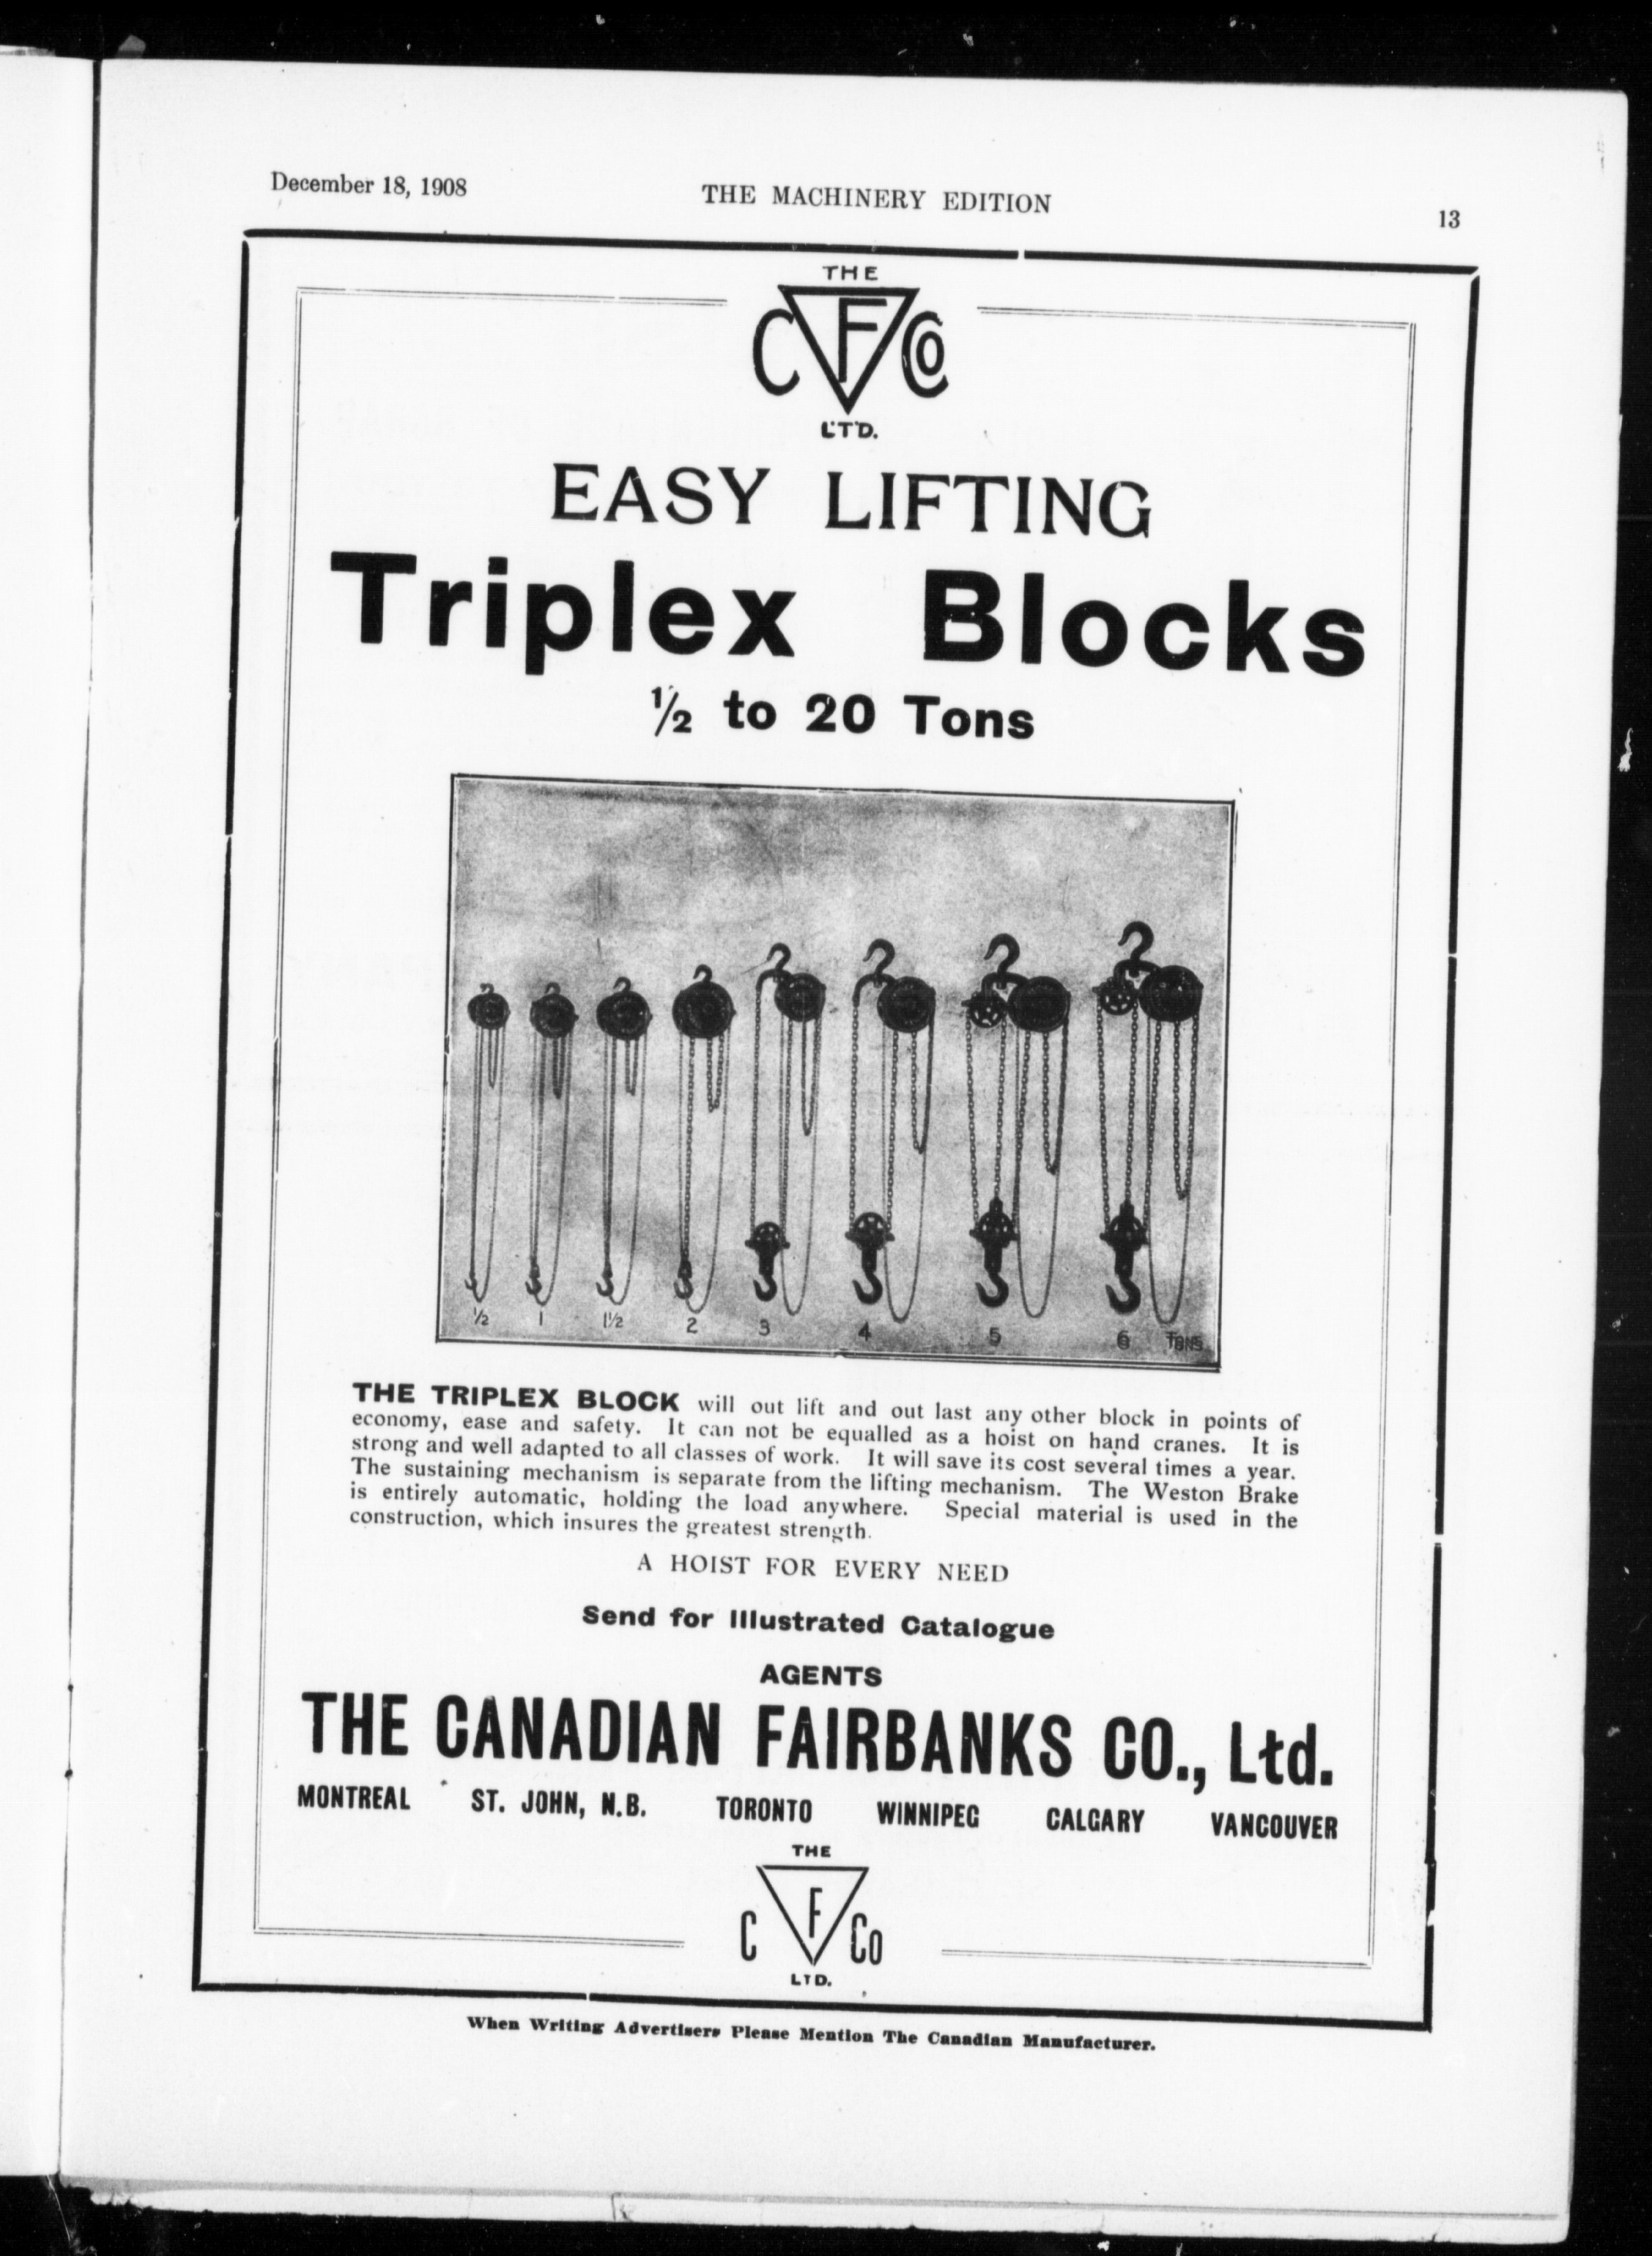 December 18, 1908
THE MACHINERY EDITION
13
THE
C F Co
LTD.
EASY LIFTING
Triplex Blocks
½ to 20 Tons
½ 1 1½ 2 3 4 5 6 TONS
THE TRIPLEX BLOCK will out lift and out last any other block in points of
economy, ease and safety. It can not be equalled as a hoist on hand cranes. It is
strong and well adapted to all classes of work. It will save its cost several times a year.
The sustaining mechanism is separate from the lifting mechanism. The Weston Brake
is entirely automatic, holding the load anywhere. Special material is used in the
construction, which insures the greatest strength.
A HOIST FOR EVERY NEED
Send for Illustrated Catalogue
AGENTS
THE CANADIAN FAIRBANKS CO., Ltd.
MONTREAL ST. JOHN, N.B. TORONTO WINNIPEG CALGARY VANCOUVER
THE
C F Co
LTD.
When Writing Advertisers Please Mention The Canadian Manufacturer.